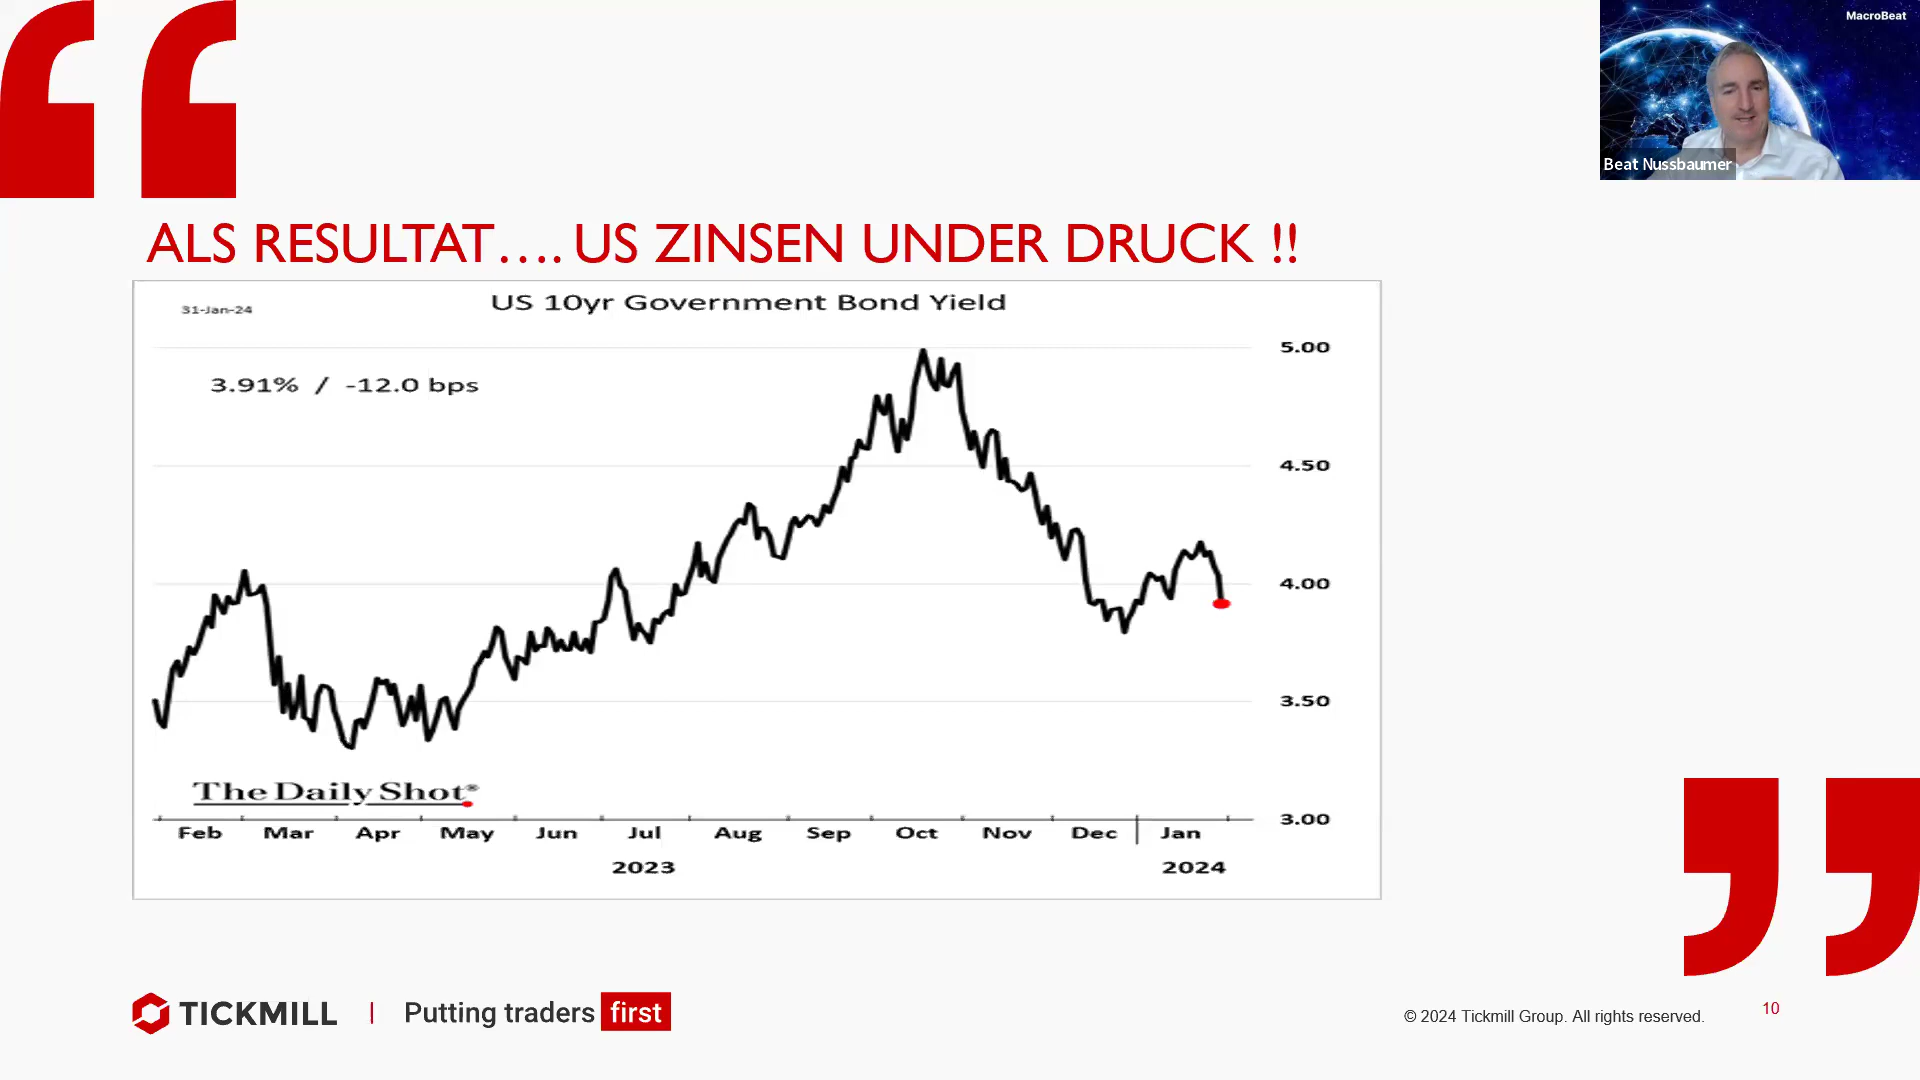 MacroBeat
Beat Nussbaumer
ALS RESULTAT.... US ZINSEN UNDER DRUCK !!
31-Jan-24
US 10yr Government Bond Yield
3.91% / -12.0 bps
5.00
4.50
4.00
3.50
3.00
The Daily Shot®
Feb Mar Apr May Jun Jul Aug Sep Oct Nov Dec Jan
2023 2024
TICKMILL | Putting traders first
© 2024 Tickmill Group. All rights reserved.
10